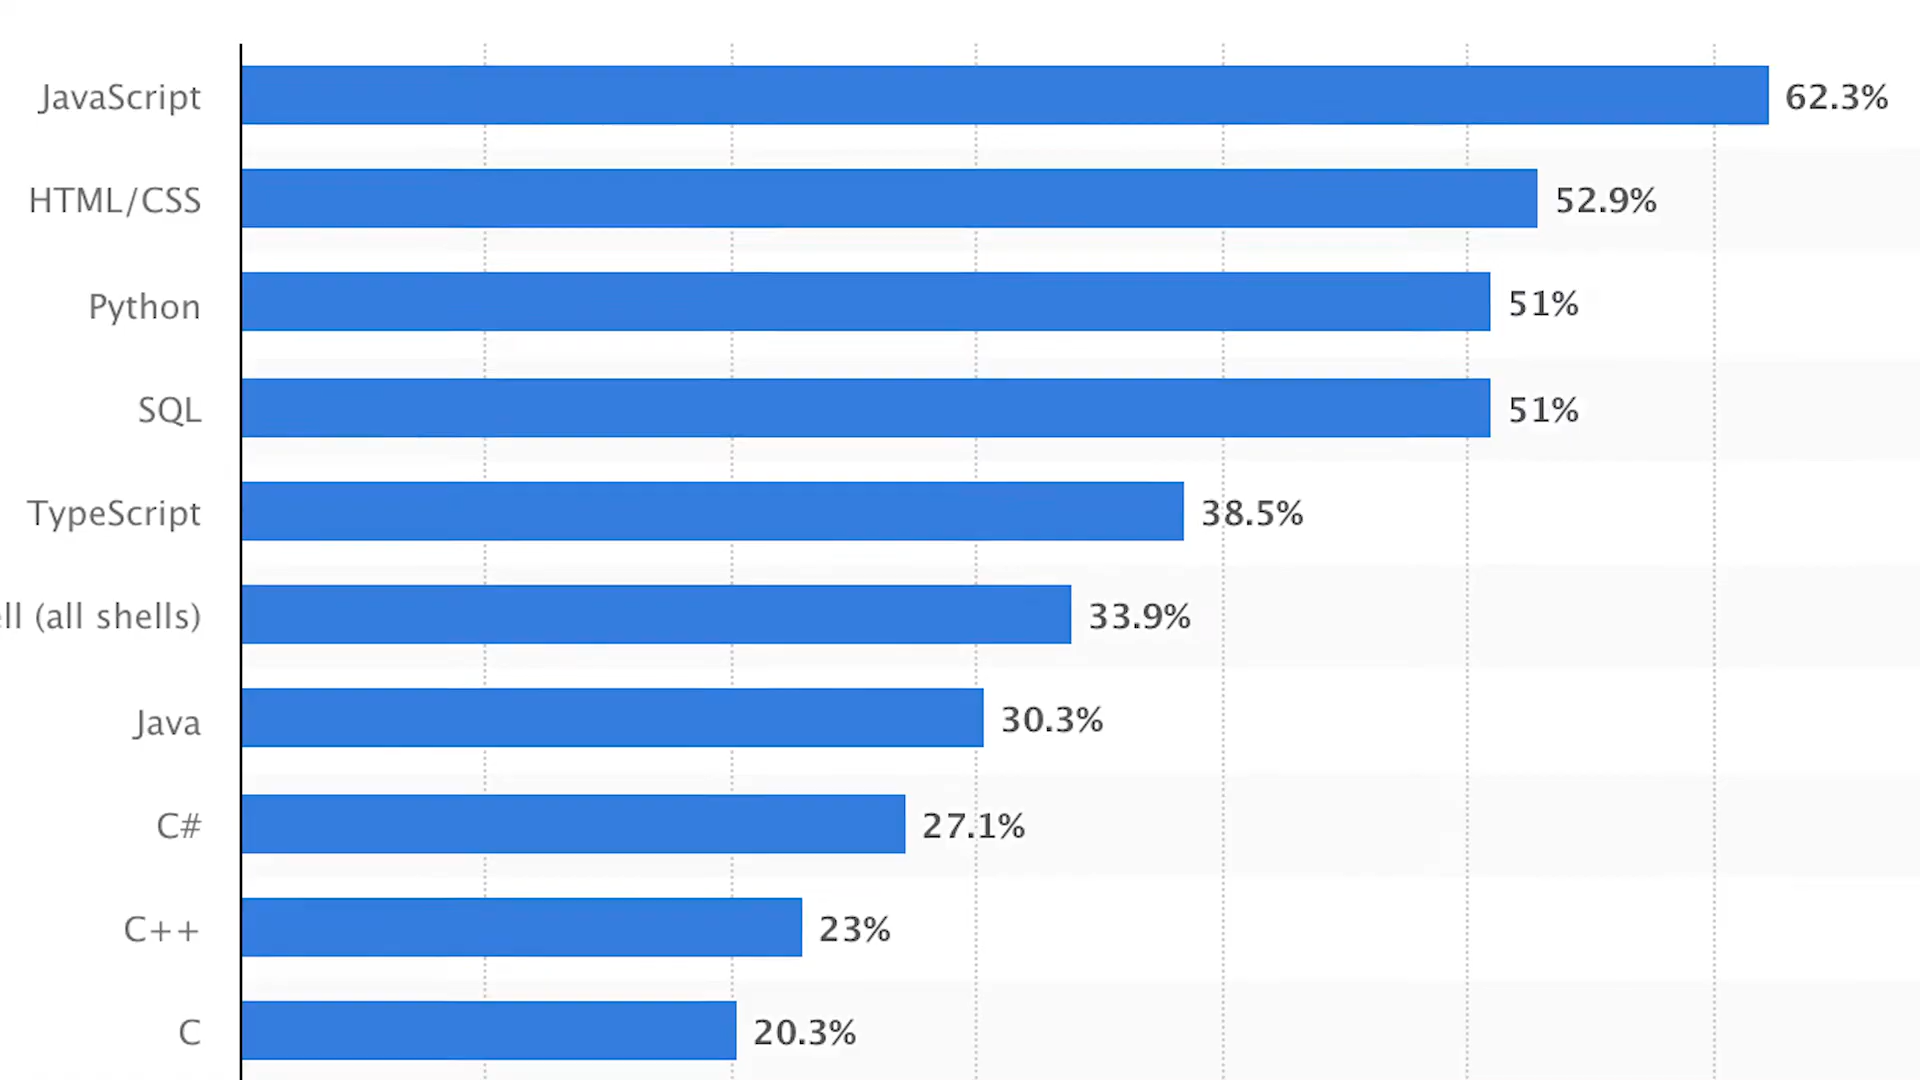 JavaScript 62.3%
HTML/CSS 52.9%
Python 51%
SQL 51%
TypeScript 38.5%
ll (all shells) 33.9%
Java 30.3%
C# 27.1%
C++ 23%
C 20.3%